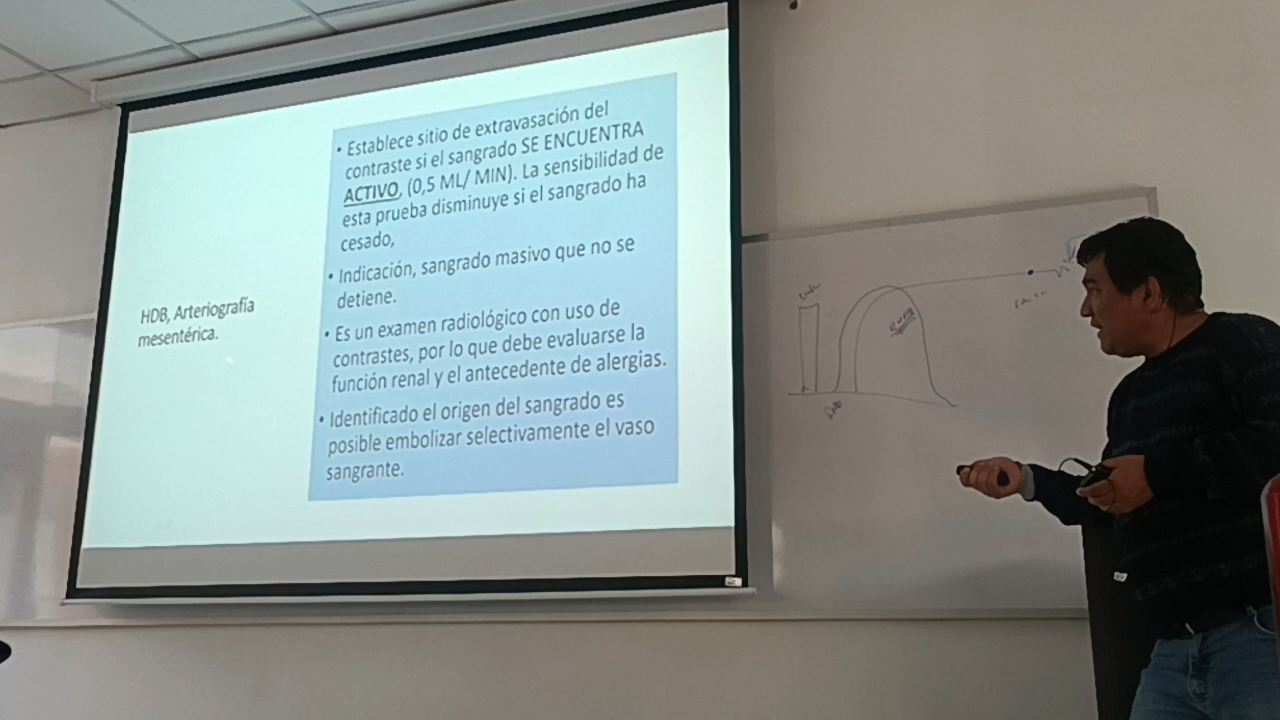 HDB, Arteriografía
mesentérica.
• Establece sitio de extravasación del
contraste si el sangrado SE ENCUENTRA
ACTIVO, (0,5 ML/ MIN). La sensibilidad de
esta prueba disminuye si el sangrado ha
cesado,
• Indicación, sangrado masivo que no se
detiene.
• Es un examen radiológico con uso de
contrastes, por lo que debe evaluarse la
función renal y el antecedente de alergias.
• Identificado el origen del sangrado es
posible embolizar selectivamente el vaso
sangrante.